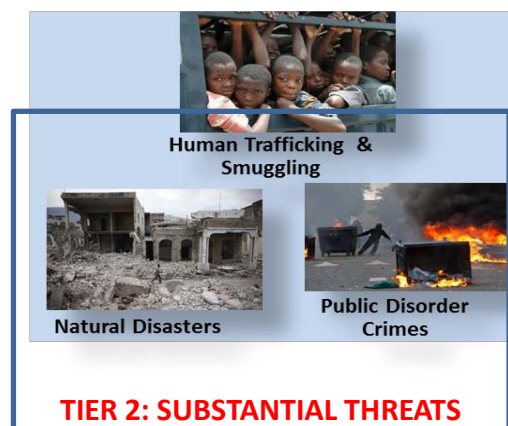 Human Trafficking &
Smuggling
Natural Disasters
Public Disorder
Crimes
TIER 2: SUBSTANTIAL THREATS